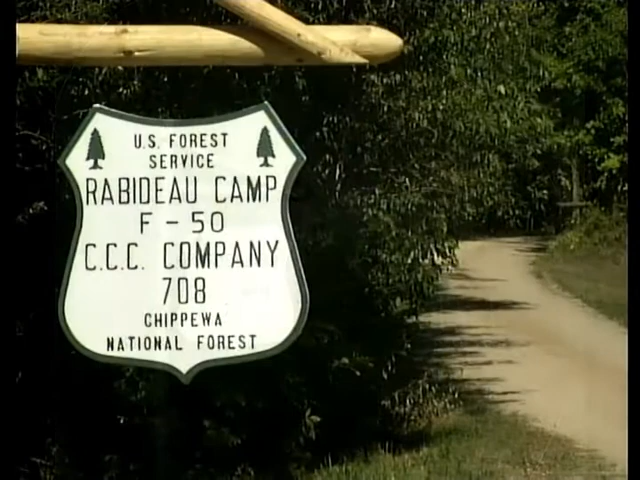 U.S. FOREST
SERVICE
RABIDEAU CAMP
F - 50
C.C.C. COMPANY
708
CHIPPEWA
NATIONAL FOREST